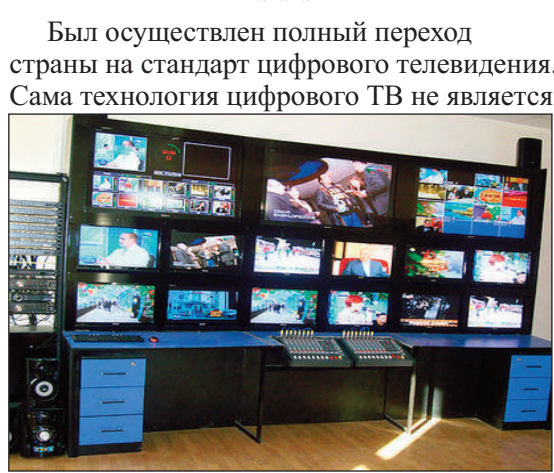 Был осуществлен полный переход
страны на стандарт цифрового телевидения.
Сама технология цифрового ТВ не является